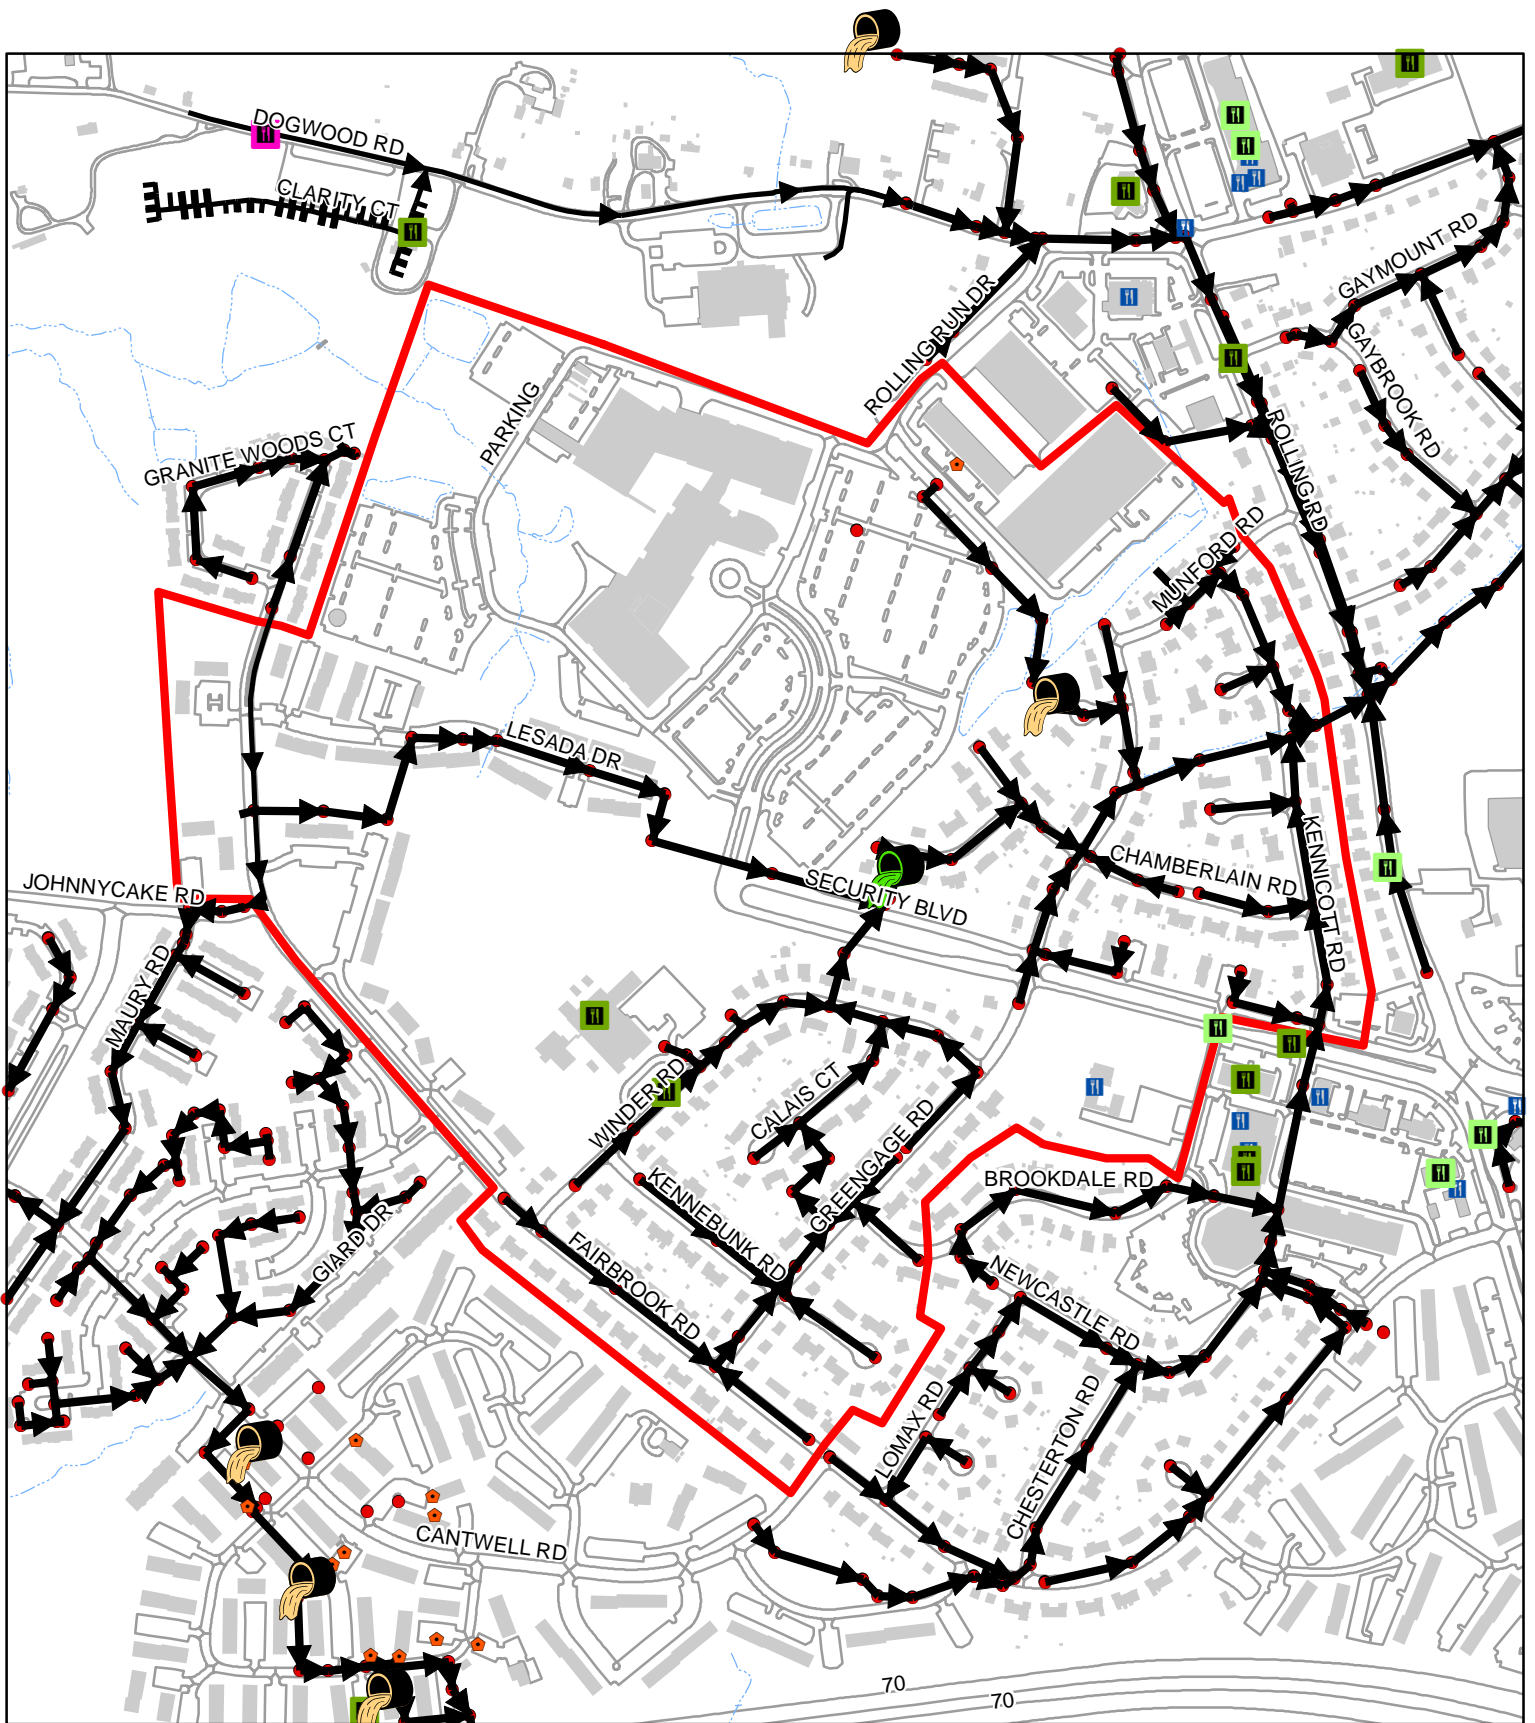 DOGWOOD RD
CLARITY CT
GAYMOUNT RD
ROLLING RUN DR
GAYBROOK RD
PARKING
GRANITE WOODS CT
ROLLING RD
MUNFORD RD
LESADA DR
CHAMBERLAIN RD
KENNICOTT RD
JOHNNYCAKE RD
SECURITY BLVD
MAURY RD
WINDER RD
CALAIS CT
GREENGAGE RD
BROOKDALE RD
KENNEBUNK RD
GIARD DR
FAIRBROOK RD
NEWCASTLE RD
LOMAX RD
CHESTERTON RD
CANTWELL RD
70
70